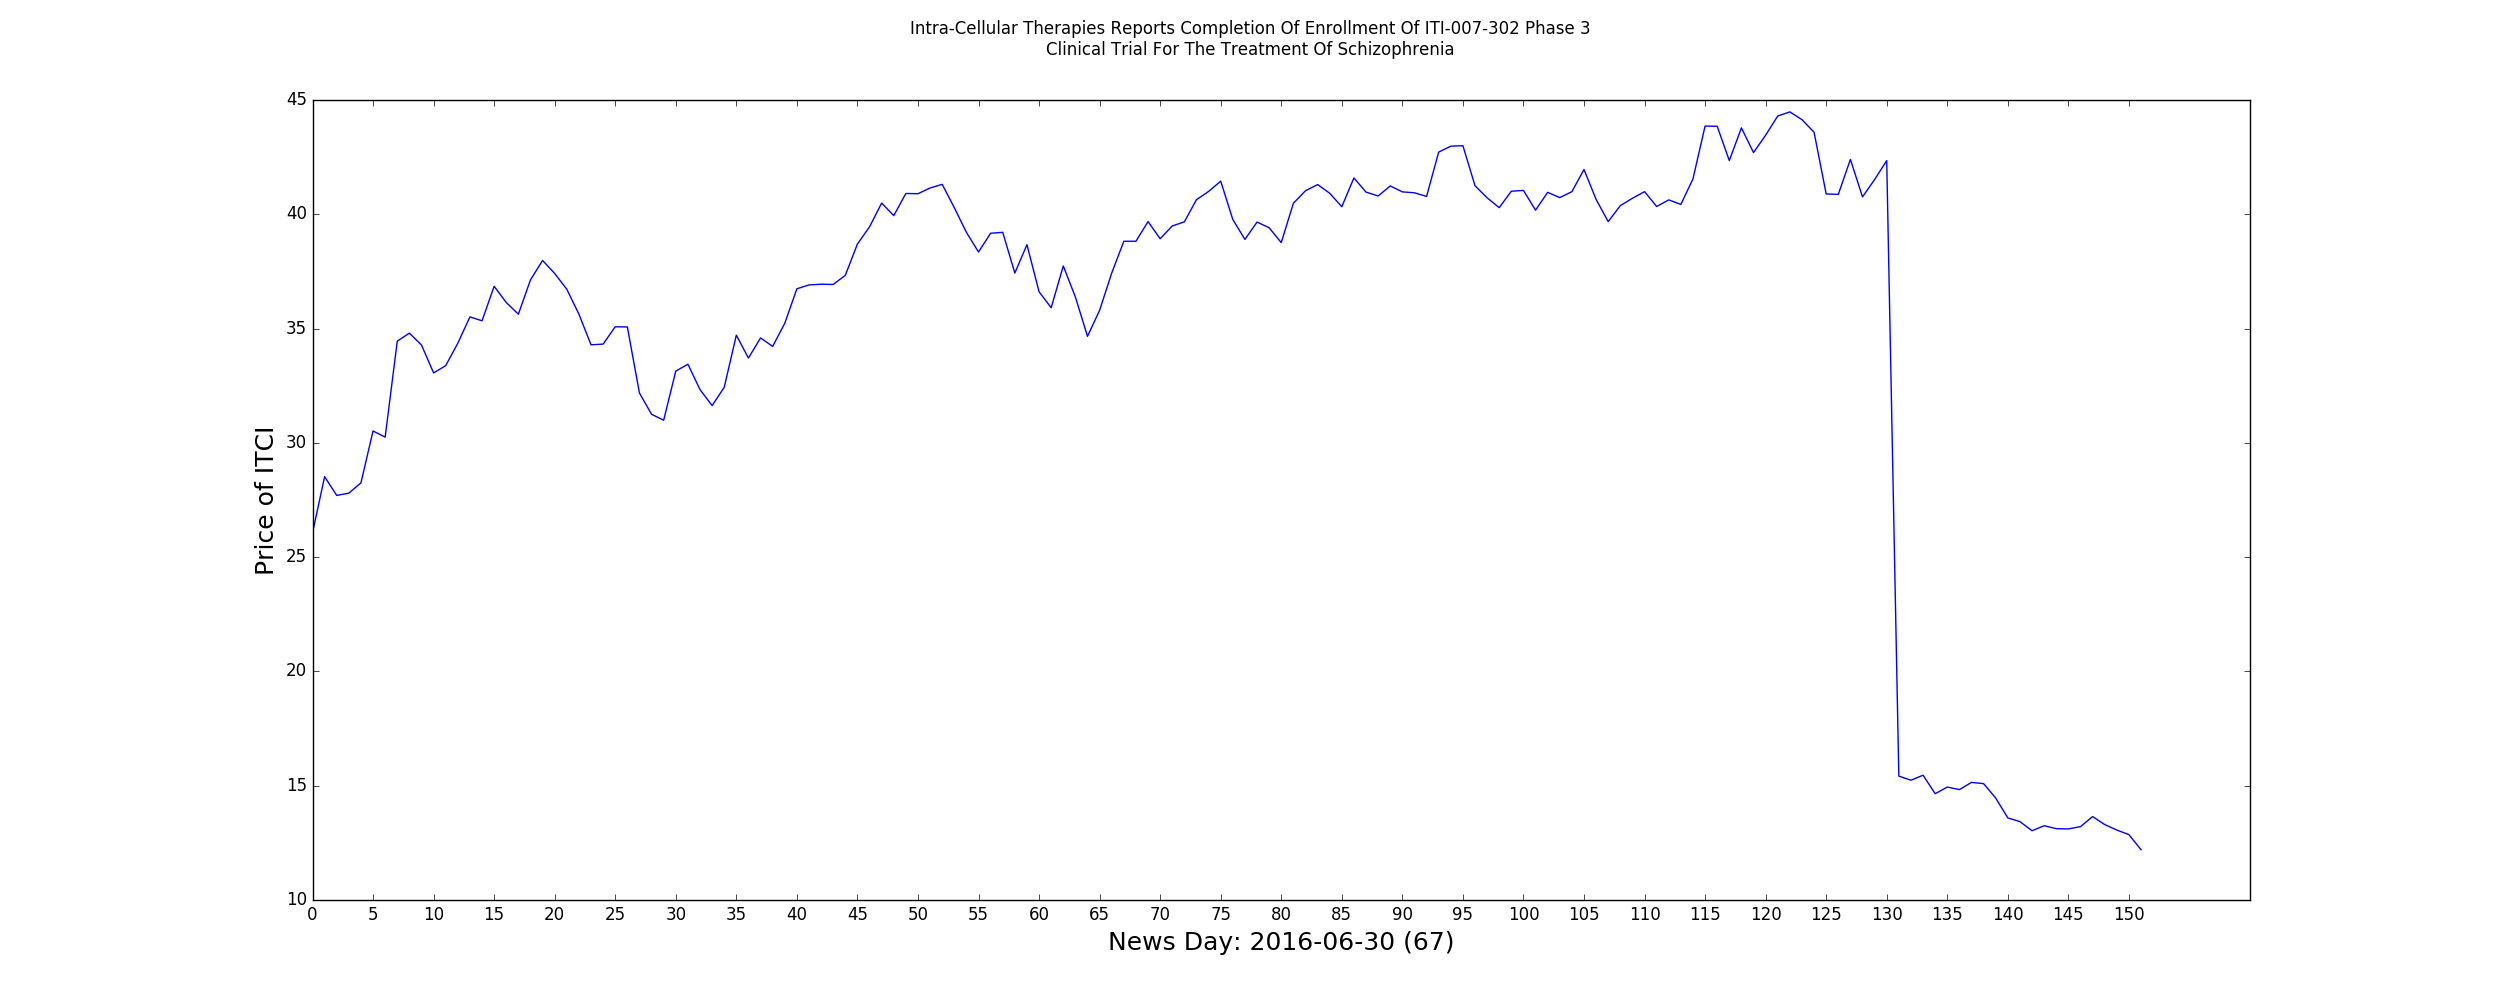 Intra-Cellular Therapies Reports Completion Of Enrollment Of ITI-007-302 Phase 3
Clinical Trial For The Treatment Of Schizophrenia
45
40
35
30
25
20
15
10
Price of ITCI
0 5 10 15 20 25 30 35 40 45 50 55 60 65 70 75 80 85 90 95 100 105 110 115 120 125 130 135 140 145 150
News Day: 2016-06-30 (67)